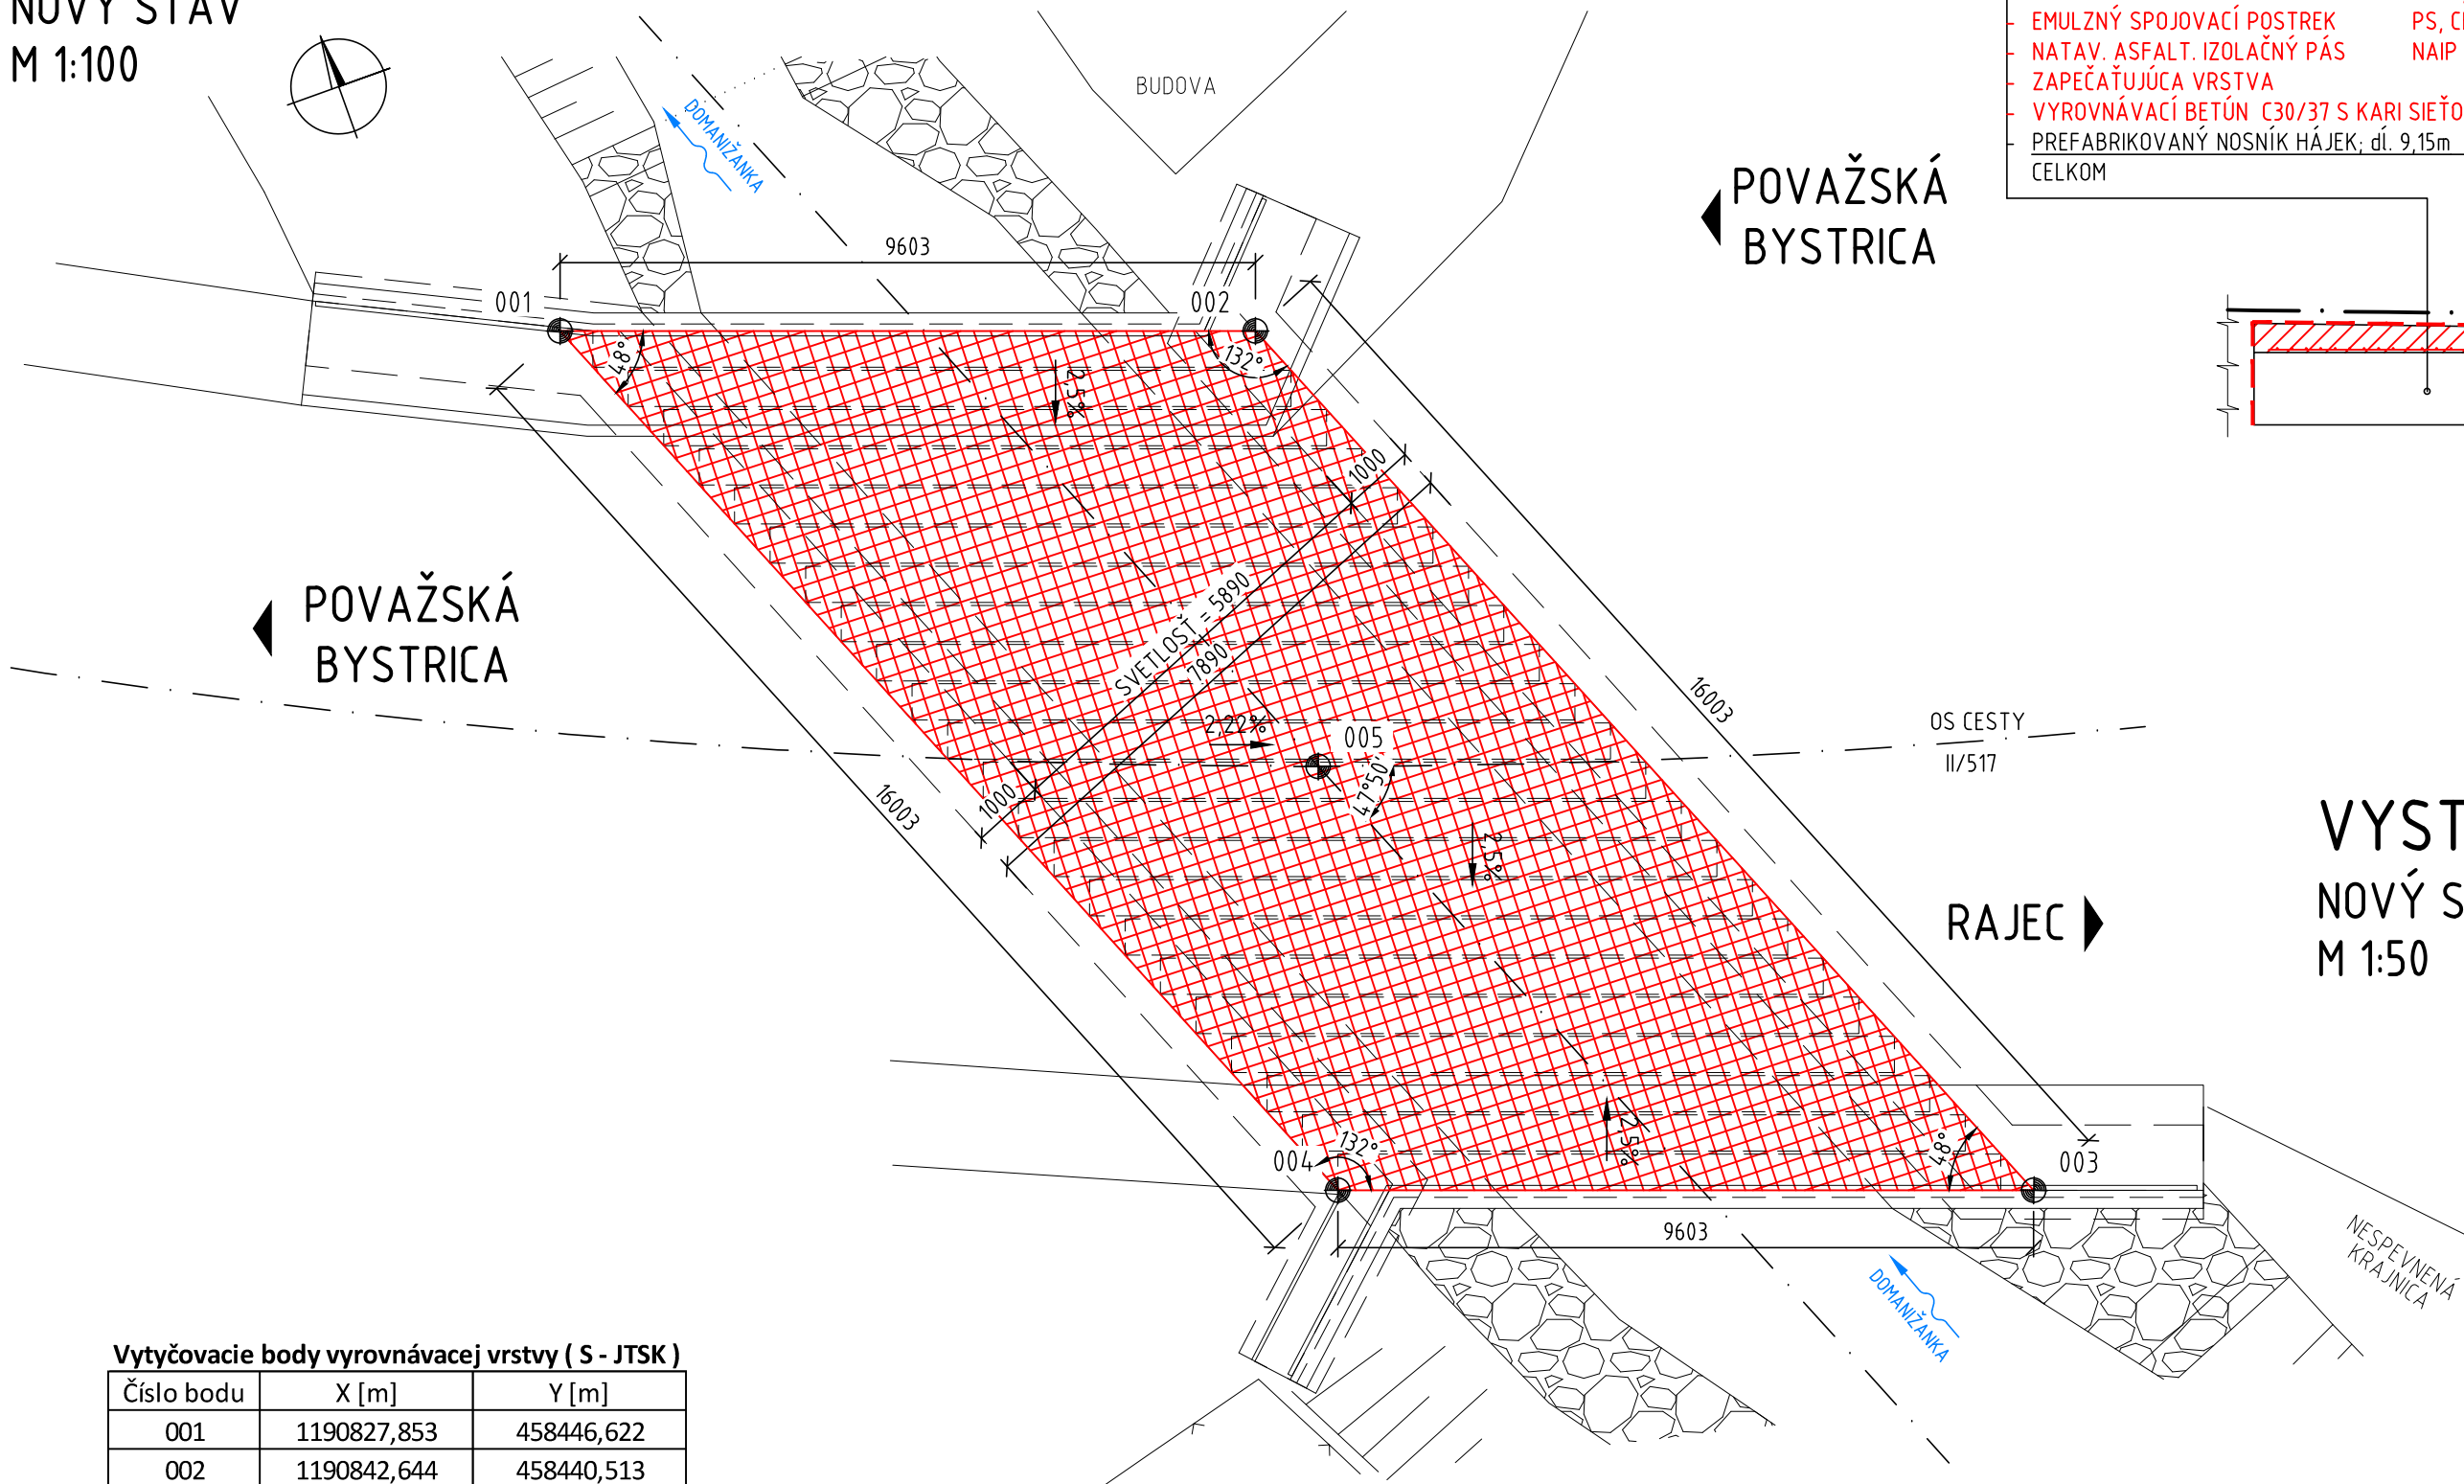 NOVÝ STAV
M 1:100
EMULZNÝ SPOJOVACÍ POSTREK PS,
NATAV. ASFALT. IZOLAČNÝ PÁS NAIP
ZAPEČAŤUJÚCA VRSTVA
VYROVNÁVACÍ BETÚN C30/37 S KARI SIEŤO
PREFABRIKOVANÝ NOSNÍK HÁJEK; dĺ. 9,15m
CELKOM
BUDOVA
DOMANIŽANKA
POVAŽSKÁ
BYSTRICA
9603
001
002
48°
132°
2,5%
1000
POVAŽSKÁ
BYSTRICA
SVETLOSŤ = 5890
7890
16003
2,22%
005
47°50'
OS CESTY
II/517
1000
16003
2,5%
RAJEC
VYST
NOVÝ S
M 1:50
004
132°
2,5%
48°
003
9603
DOMANIŽANKA
NESPEVNENÁ
KRAJNICA
Vytyčovacie body vyrovnávacej vrstvy ( S - JTSK )
Číslo bodu X [m] Y [m]
001 1190827,853 458446,622
002 1190842,644 458440,513